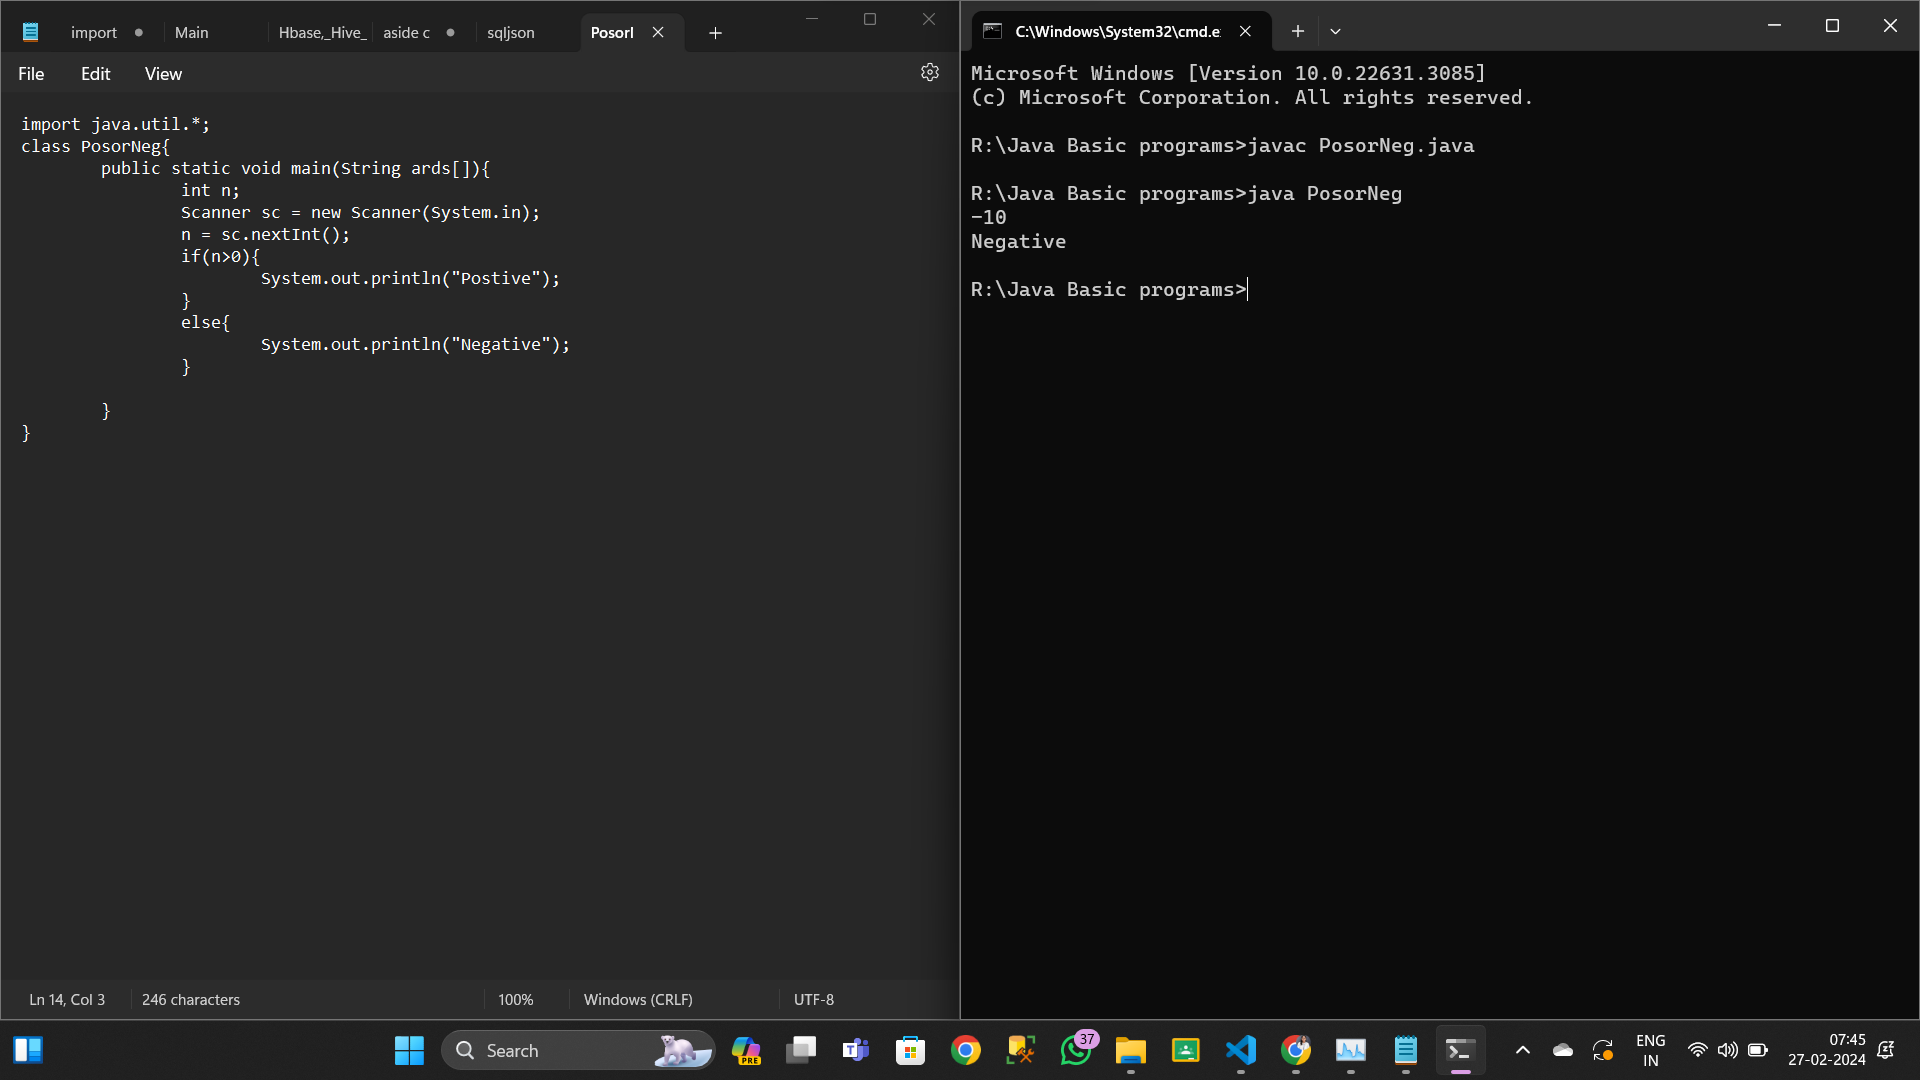 import
Main
Hbase,_Hive_
aside c
sqljson
PosorI
File
Edit
View
import java.util.*;
class PosorNeg{
public static void main(String ards[]){
int n;
Scanner sc = new Scanner(System.in);
n = sc.nextInt();
if(n>0){
System.out.println("Postive");
}
else{
System.out.println("Negative");
}
}
}
Ln 14, Col 3
246 characters
100%
Windows (CRLF)
UTF-8
C:\Windows\System32\cmd.e
Microsoft Windows [Version 10.0.22631.3085]
(c) Microsoft Corporation. All rights reserved.
R:\Java Basic programs>javac PosorNeg.java
R:\Java Basic programs>java PosorNeg
-10
Negative
R:\Java Basic programs>
Search
PRE
37
ENG
IN
07:45
27-02-2024